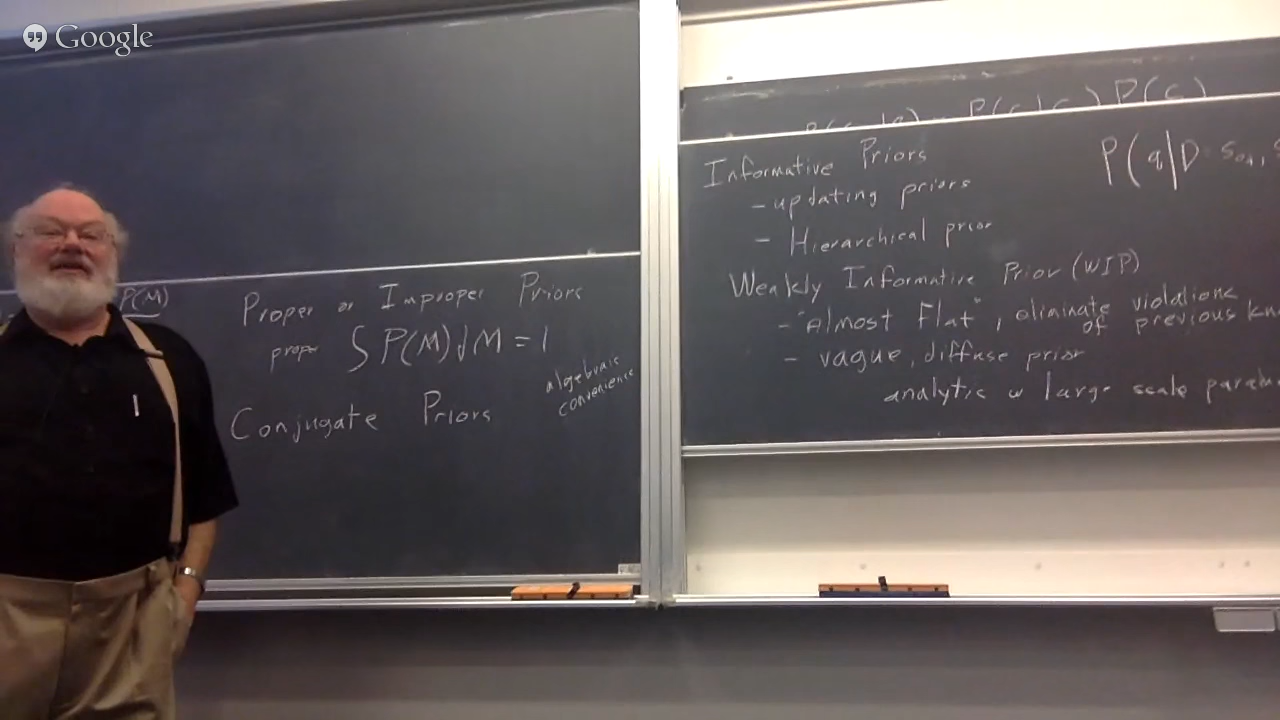 Google
P(M)
Proper or Improper Priors
proper ∫ P(M) dM = 1
algebraic
convenience
Conjugate Priors
P(c)
Informative Priors
- updating priors
- Hierarchical prior
P(q|D
Weakly Informative Prior (WIP)
- "Almost Flat", eliminate violations
of previous
- vague, diffuse prior
analytic w large scale